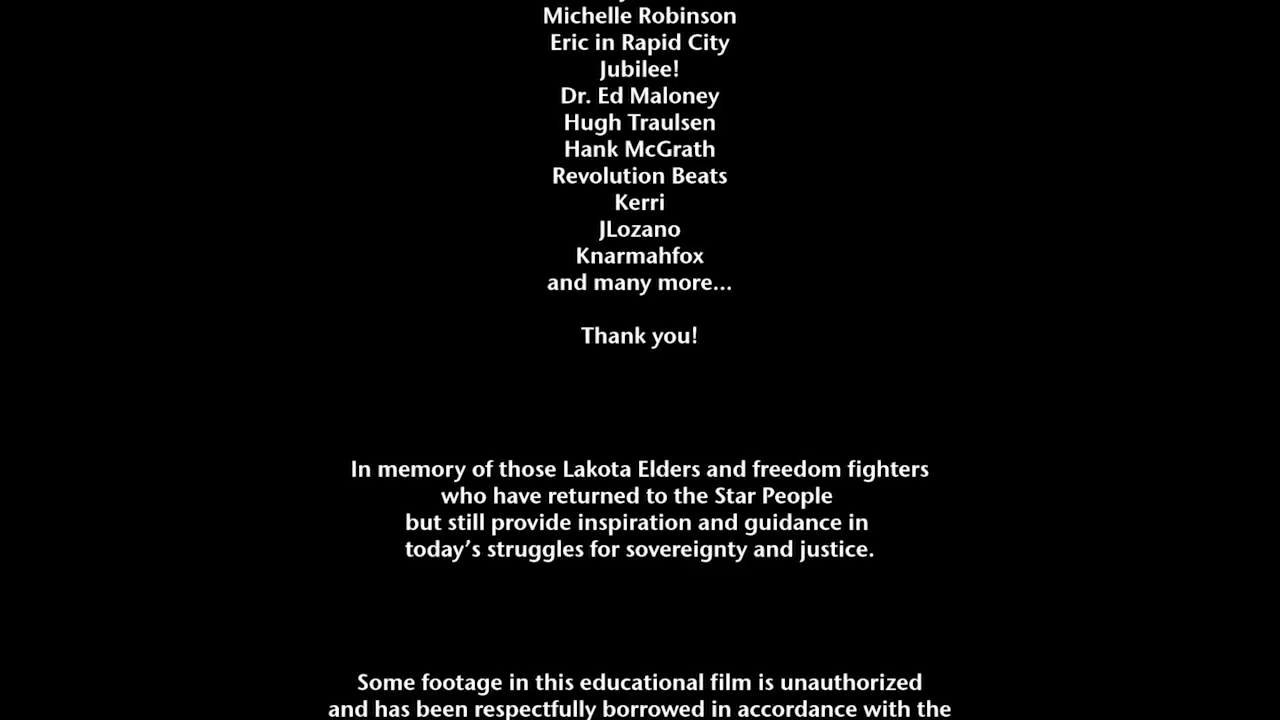 Michelle Robinson
Eric in Rapid City
Jubilee!
Dr. Ed Maloney
Hugh Traulsen
Hank McGrath
Revolution Beats
Kerri
JLozano
Knarmahfox
and many more...
Thank you!
In memory of those Lakota Elders and freedom fighters
who have returned to the Star People
but still provide inspiration and guidance in
today’s struggles for sovereignty and justice.
Some footage in this educational film is unauthorized
and has been respectfully borrowed in accordance with the